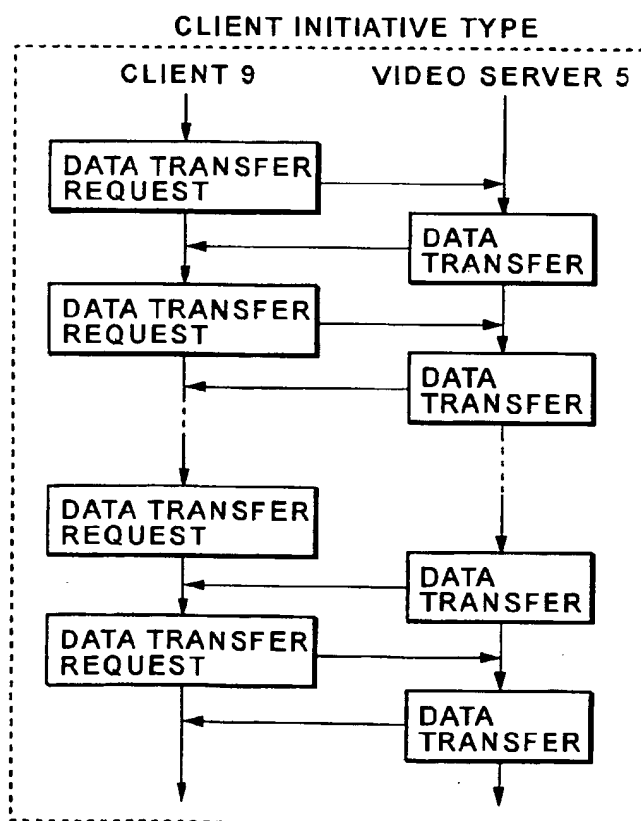 CLIENT INITIATIVE TYPE
CLIENT 9
VIDEO SERVER 5
DATA TRANSFER
REQUEST
DATA
TRANSFER
DATA TRANSFER
REQUEST
DATA
TRANSFER
DATA TRANSFER
REQUEST
DATA
TRANSFER
DATA TRANSFER
REQUEST
DATA
TRANSFER